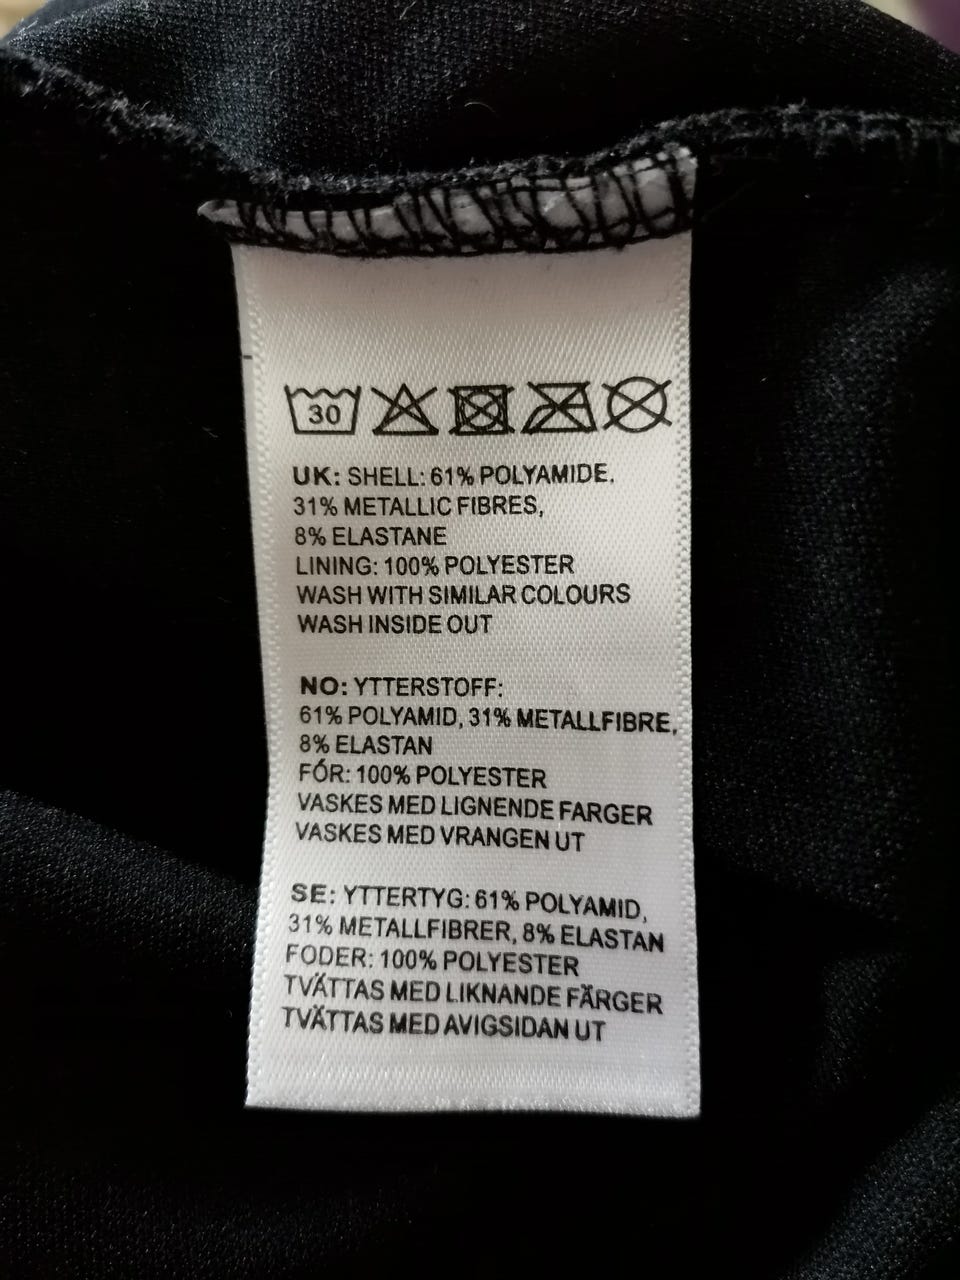 30
UK: SHELL: 61% POLYAMIDE,
31% METALLIC FIBRES,
8% ELASTANE
LINING: 100% POLYESTER
WASH WITH SIMILAR COLOURS
WASH INSIDE OUT
NO: YTTERSTOFF:
61% POLYAMID, 31% METALLFIBRE,
8% ELASTAN
FÓR: 100% POLYESTER
VASKES MED LIGNENDE FARGER
VASKES MED VRANGEN UT
SE: YTTERTYG: 61% POLYAMID,
31% METALLFIBRER, 8% ELASTAN
FODER: 100% POLYESTER
TVÄTTAS MED LIKNANDE FÄRGER
TVÄTTAS MED AVIGSIDAN UT